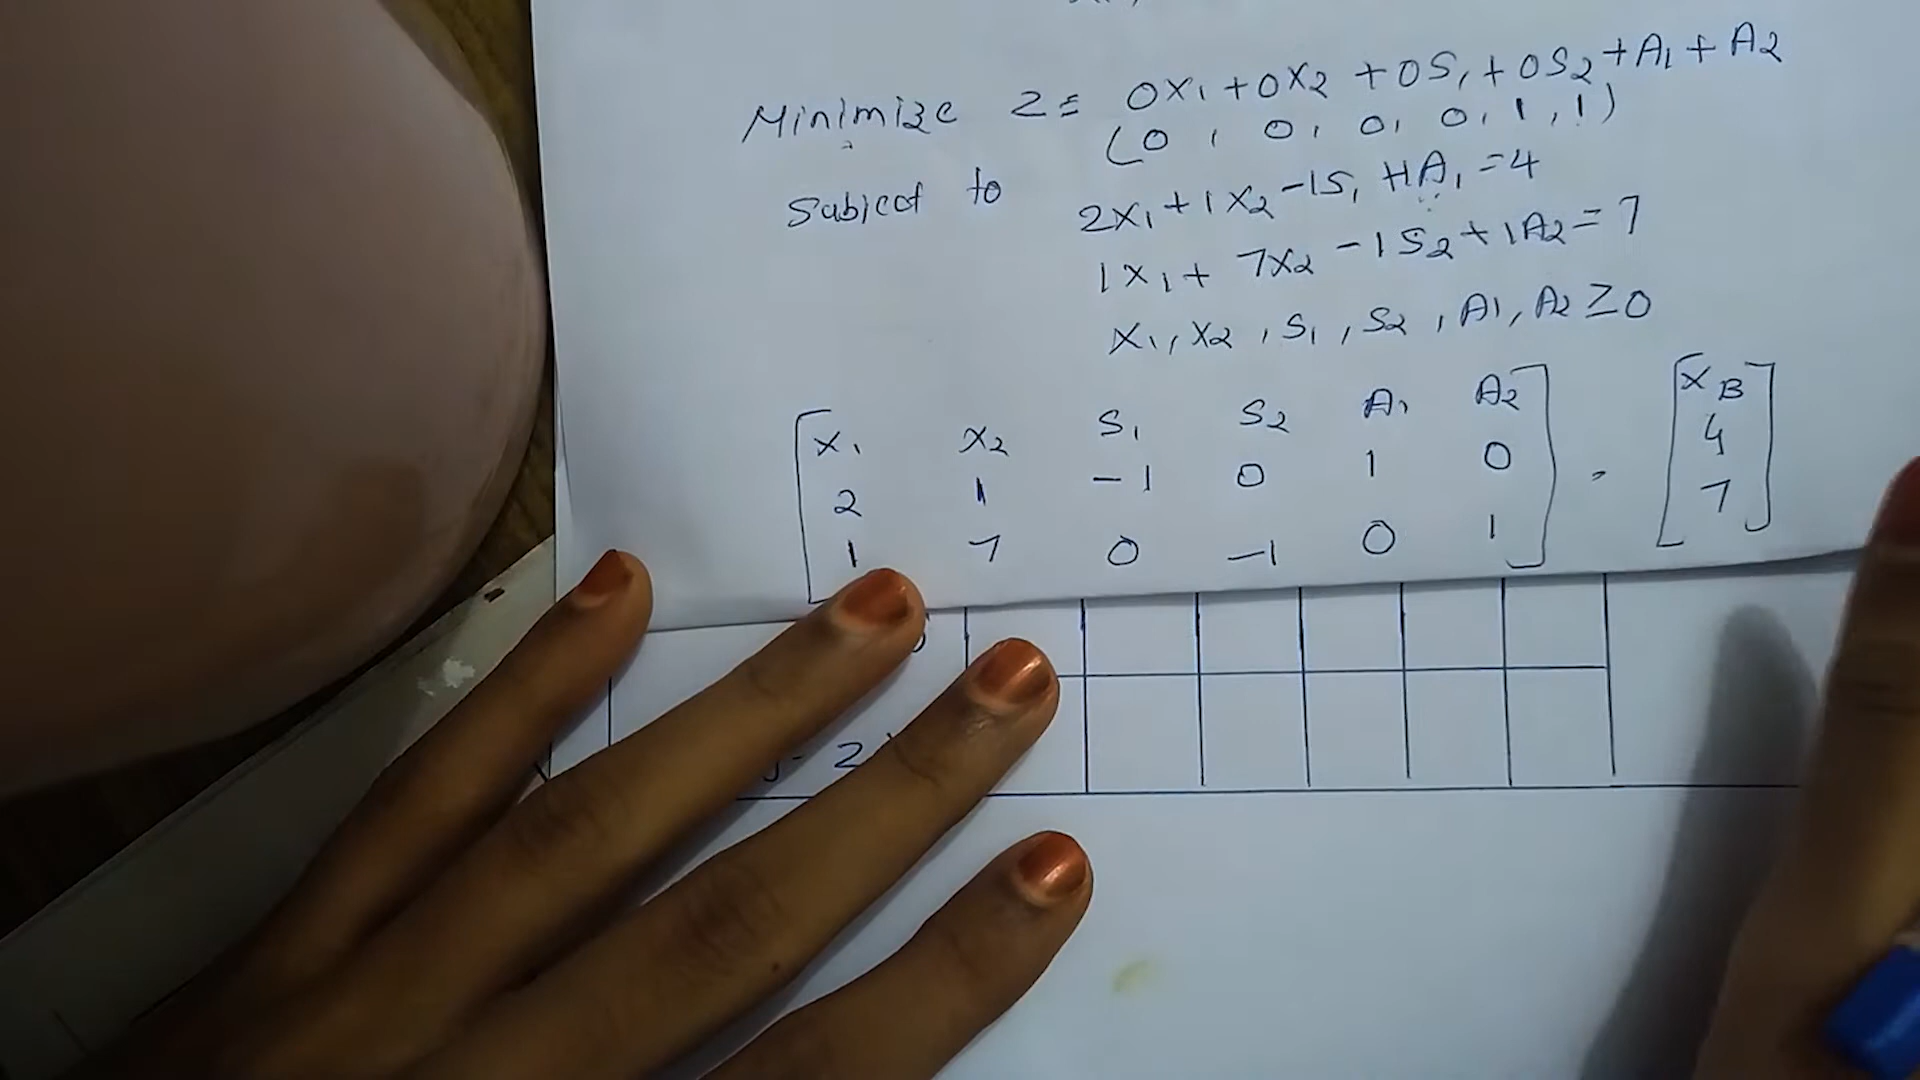 Minimize Z = 0X1 + 0X2 + 0S1 + 0S2 + A1 + A2
(0, 0, 0, 0, 1, 1)
Subject to 2X1 + 1X2 - 1S1 + 1A1 = 4
1X1 + 7X2 - 1S2 + 1A2 = 7
X1, X2, S1, S2, A1, A2 ≥ 0
X1 X2 S1 S2 A1 A2 XB
2 1 -1 0 1 0 = 4
1 7 0 -1 0 1 7
- Z